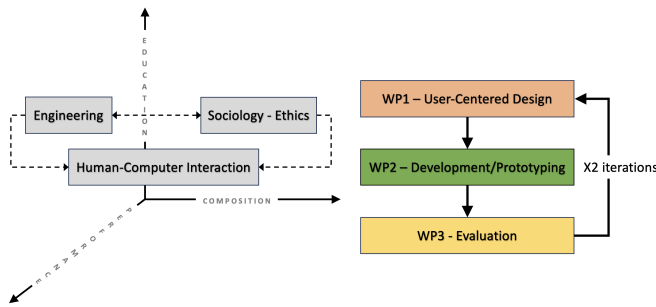 EDUCATION
Engineering
Sociology - Ethics
Human-Computer Interaction
COMPOSITION
PERFORMANCE
WP1 – User-Centered Design
WP2 – Development/Prototyping
X2 iterations
WP3 - Evaluation